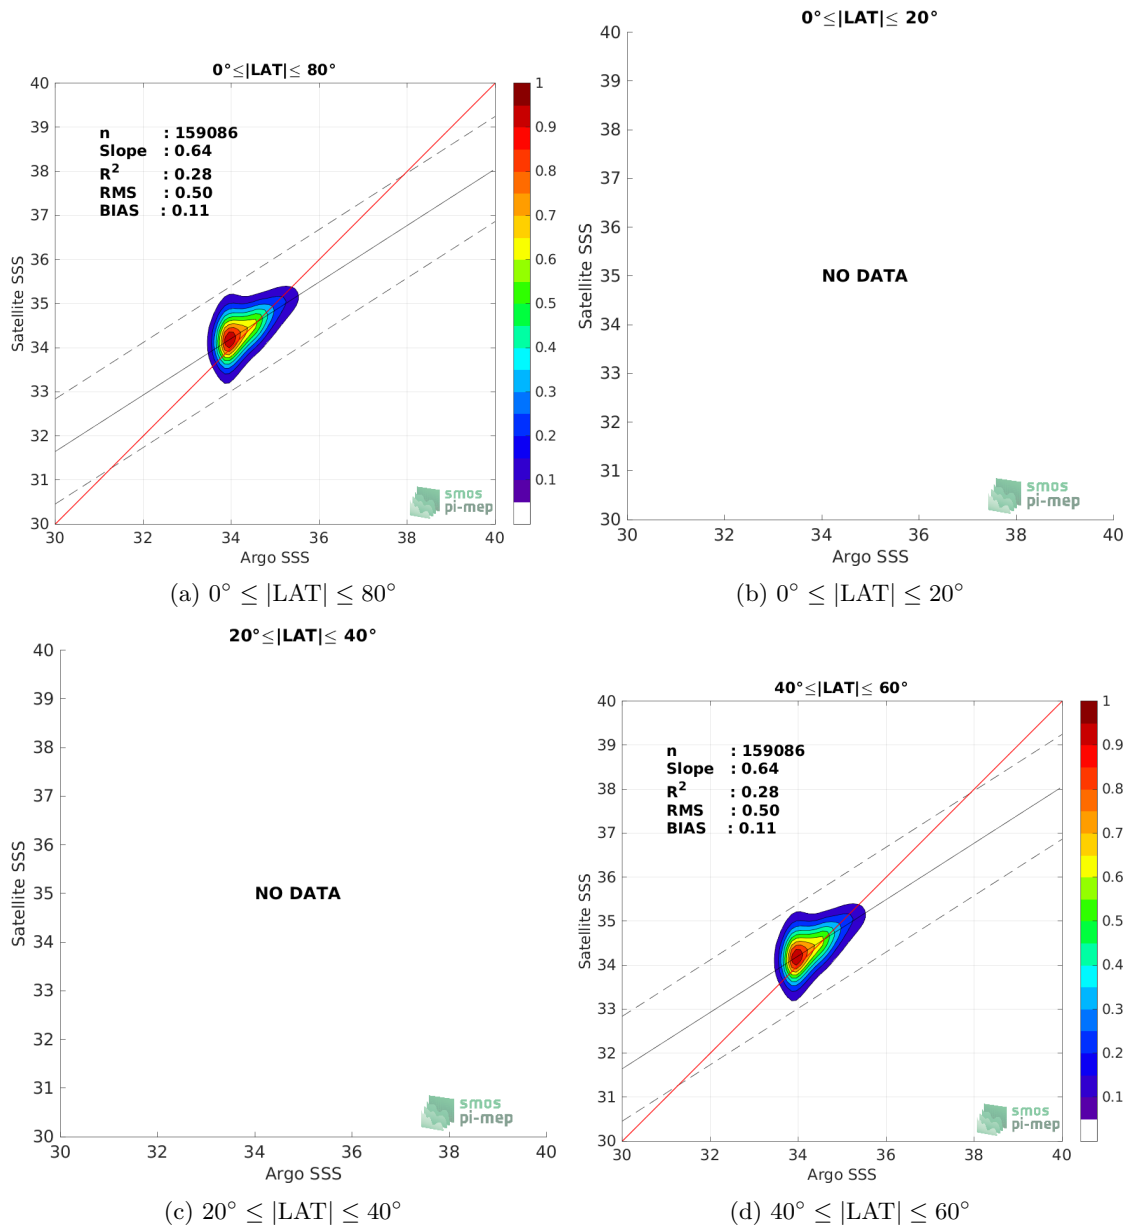 0°≤|LAT|≤ 80°
n : 159086
Slope : 0.64
R2 : 0.28
RMS : 0.50
BIAS : 0.11
40
39
38
37
36
35
34
33
32
31
30
Satellite SSS
30 32 34 36 38 40
Argo SSS
1
0.9
0.8
0.7
0.6
0.5
0.4
0.3
0.2
0.1
smos
pi-mep
(a) 0° ≤ |LAT| ≤ 80°
0°≤|LAT|≤ 20°
40
39
38
37
36
35
34
33
32
31
30
Satellite SSS
NO DATA
30 32 34 36 38 40
Argo SSS
smos
pi-mep
(b) 0° ≤ |LAT| ≤ 20°
20°≤|LAT|≤ 40°
40
39
38
37
36
35
34
33
32
31
30
Satellite SSS
NO DATA
30 32 34 36 38 40
Argo SSS
smos
pi-mep
(c) 20° ≤ |LAT| ≤ 40°
40°≤|LAT|≤ 60°
n : 159086
Slope : 0.64
R2 : 0.28
RMS : 0.50
BIAS : 0.11
40
39
38
37
36
35
34
33
32
31
30
Satellite SSS
30 32 34 36 38 40
Argo SSS
1
0.9
0.8
0.7
0.6
0.5
0.4
0.3
0.2
0.1
smos
pi-mep
(d) 40° ≤ |LAT| ≤ 60°